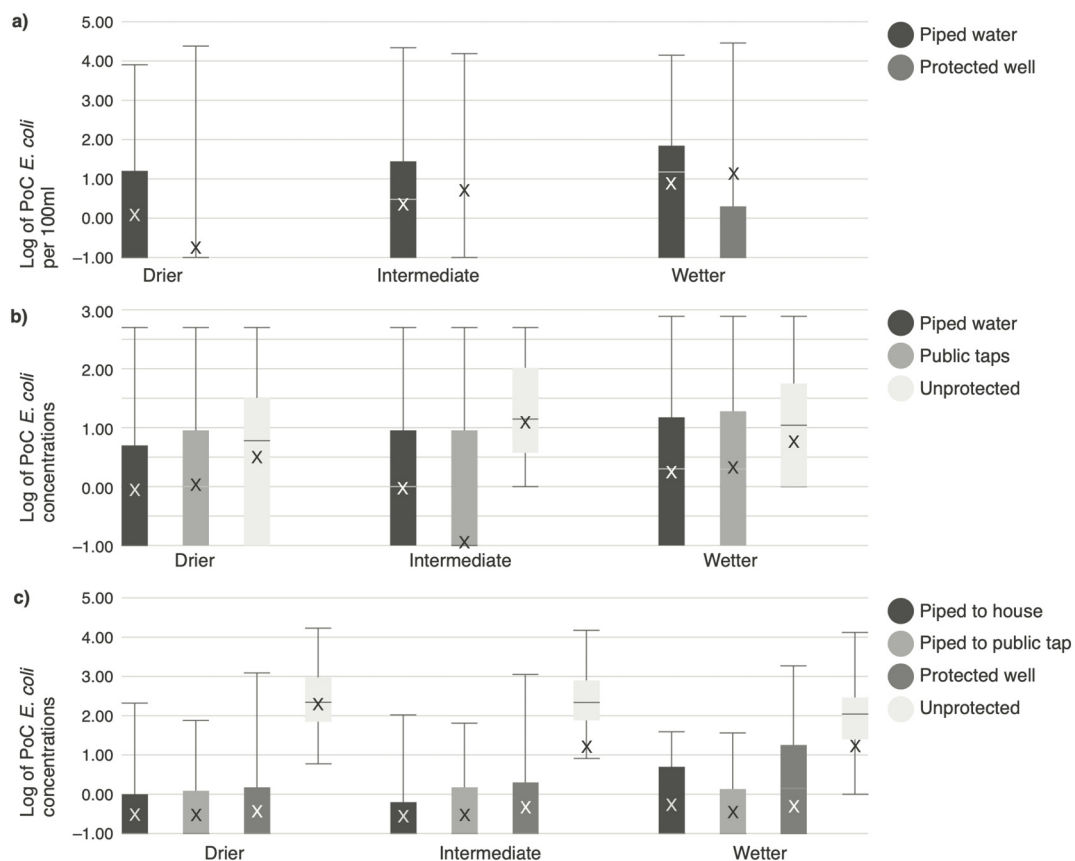 a)
Log of PoC E. coli
per 100ml
5.00
4.00
3.00
2.00
1.00
0.00
–1.00
Drier
Intermediate
Wetter
Piped water
Protected well
b)
Log of PoC E. coli
concentrations
3.00
2.00
1.00
0.00
–1.00
Drier
Intermediate
Wetter
Piped water
Public taps
Unprotected
c)
Log of PoC E. coli
concentrations
5.00
4.00
3.00
2.00
1.00
0.00
–1.00
Drier
Intermediate
Wetter
Piped to house
Piped to public tap
Protected well
Unprotected